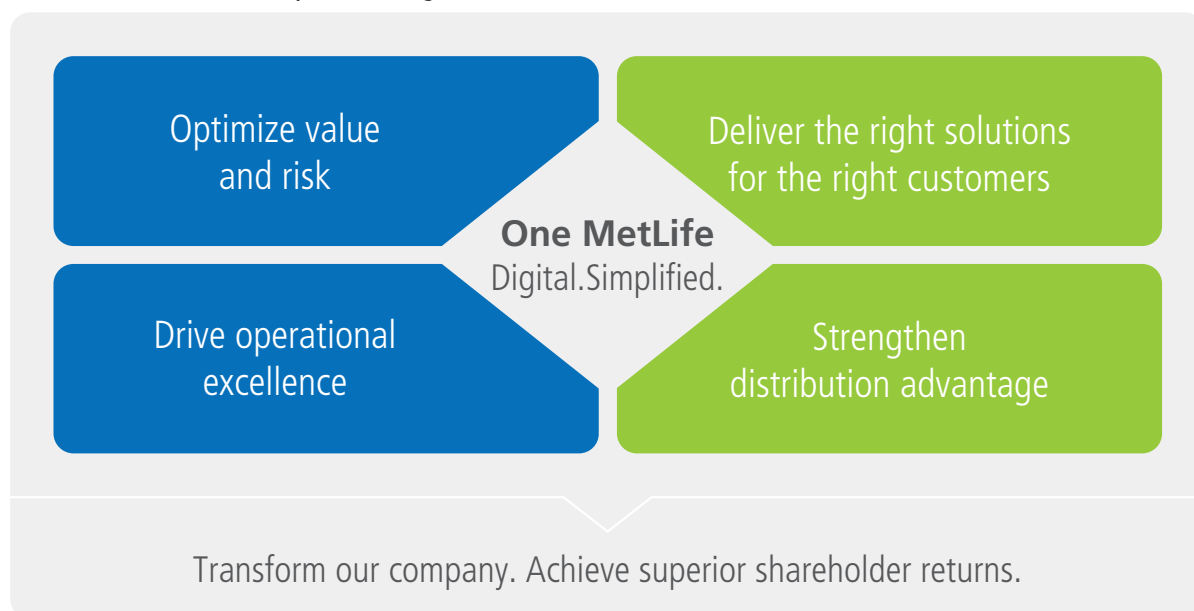 Optimize value
and risk
Deliver the right solutions
for the right customers
One MetLife
Digital.Simplified.
Drive operational
excellence
Strengthen
distribution advantage
Transform our company. Achieve superior shareholder returns.